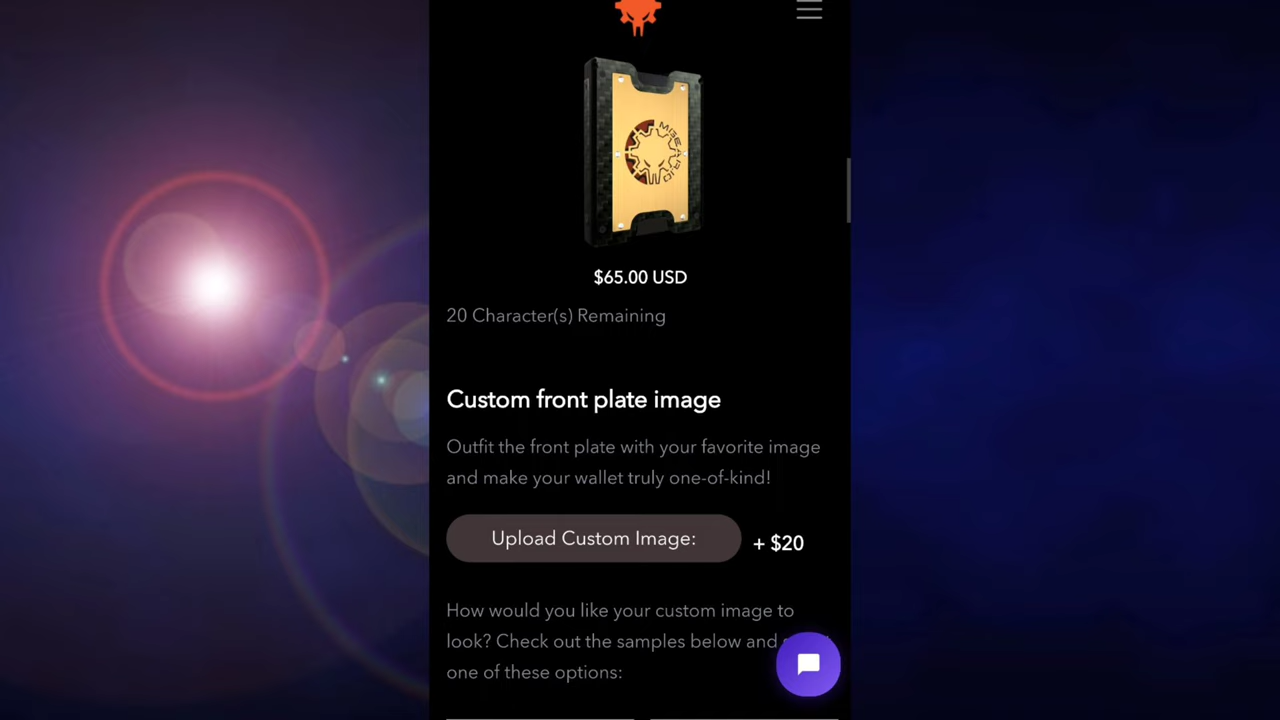 MGEAR
OID
$65.00 USD
20 Character(s) Remaining
Custom front plate image
Outfit the front plate with your favorite image
and make your wallet truly one-of-kind!
Upload Custom Image:
+ $20
How would you like your custom image to
look? Check out the samples below and
one of these options: